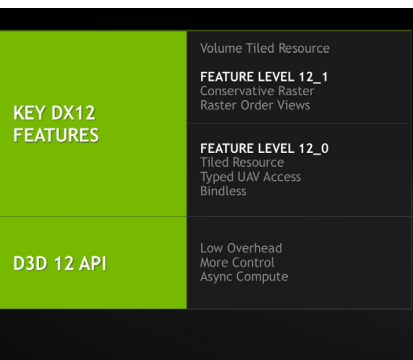 KEY DX12
FEATURES
Volume Tiled Resource
FEATURE LEVEL 12_1
Conservative Raster
Raster Order Views
FEATURE LEVEL 12_0
Tiled Resource
Typed UAV Access
Bindless
D3D 12 API
Low Overhead
More Control
Async Compute